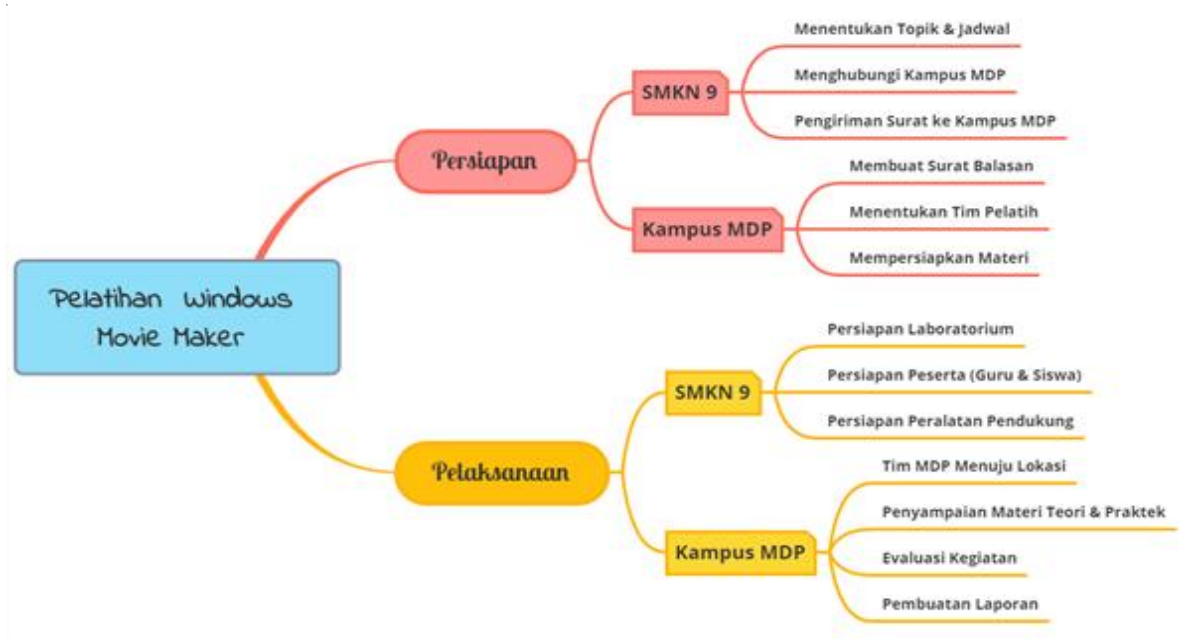 Pelatihan Windows
Movie Maker
Persiapan
SMKN 9
Menentukan Topik & Jadwal
Menghubungi Kampus MDP
Pengiriman Surat ke Kampus MDP
Kampus MDP
Membuat Surat Balasan
Menentukan Tim Pelatih
Mempersiapkan Materi
Pelaksanaan
SMKN 9
Persiapan Laboratorium
Persiapan Peserta (Guru & Siswa)
Persiapan Peralatan Pendukung
Kampus MDP
Tim MDP Menuju Lokasi
Penyampaian Materi Teori & Praktek
Evaluasi Kegiatan
Pembuatan Laporan